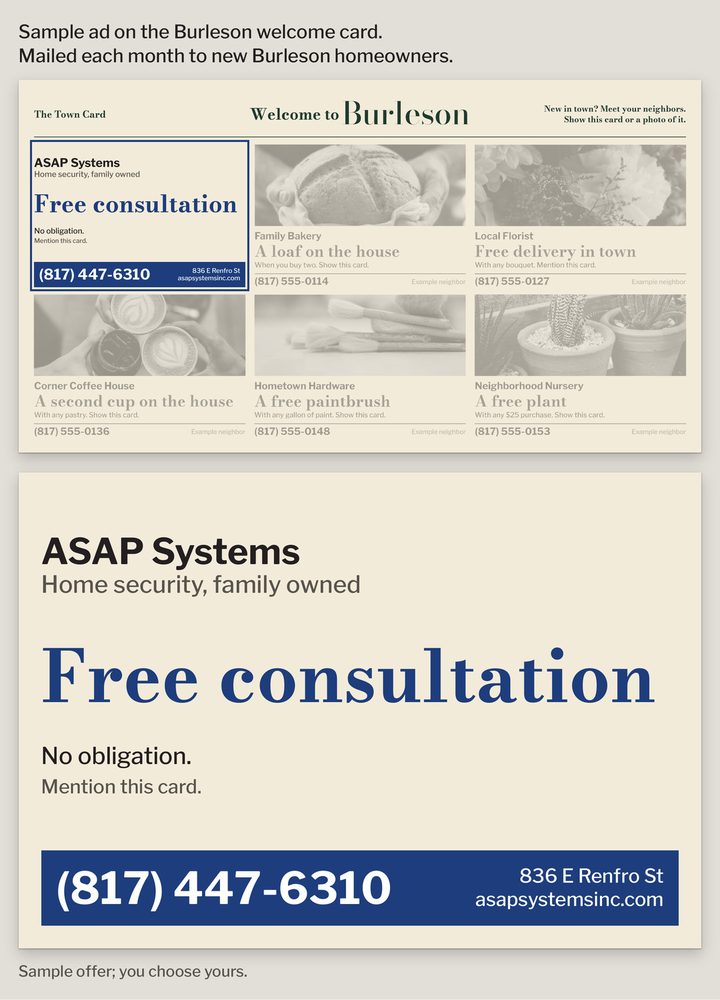 Sample ad on the Burleson welcome card.
Mailed each month to new Burleson homeowners.
The Town Card
Welcome to Burleson
New in town? Meet your neighbors.
Show this card or a photo of it.
ASAP Systems
Home security, family owned
Free consultation
No obligation.
Mention this card.
(817) 447-6310
836 E Renfro St
asapsystemsinc.com
Family Bakery
A loaf on the house
When you buy two. Show this card.
(817) 555-0114
Example neighbor
Local Florist
Free delivery in town
With any bouquet. Mention this card.
(817) 555-0127
Example neighbor
Corner Coffee House
A second cup on the house
With any pastry. Show this card.
(817) 555-0136
Example neighbor
Hometown Hardware
A free paintbrush
With any gallon of paint. Show this card.
(817) 555-0148
Example neighbor
Neighborhood Nursery
A free plant
With any $25 purchase. Show this card.
(817) 555-0153
Example neighbor
ASAP Systems
Home security, family owned
Free consultation
No obligation.
Mention this card.
(817) 447-6310
836 E Renfro St
asapsystemsinc.com
Sample offer; you choose yours.